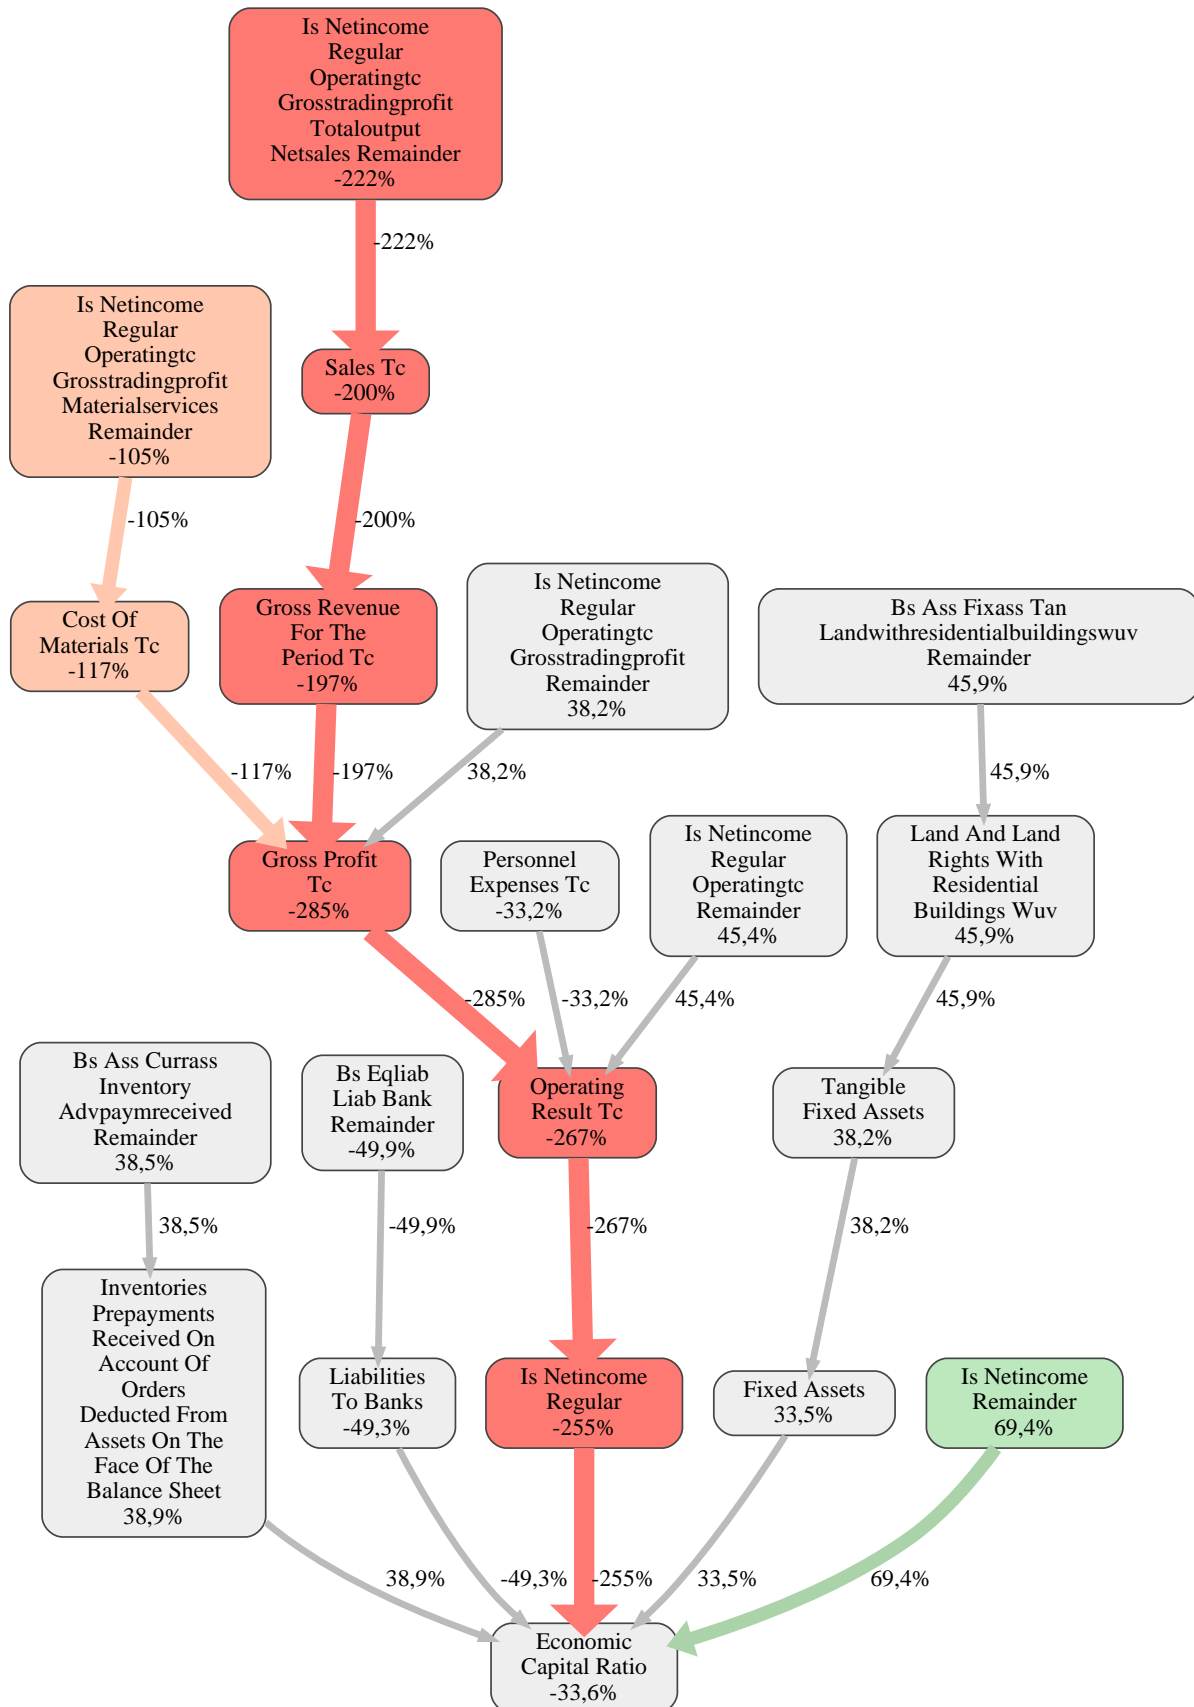 Is Netincome
Regular
Operatingtc
Grosstradingprofit
Totaloutput
Netsales Remainder
-222%
-222%
Is Netincome
Regular
Operatingtc
Grosstradingprofit
Materialservices
Remainder
-105%
Sales Tc
-200%
-105%
-200%
Cost Of
Materials Tc
-117%
Gross Revenue
For The
Period Tc
-197%
Is Netincome
Regular
Operatingtc
Grosstradingprofit
Remainder
38,2%
Bs Ass Fixass Tan
Landwithresidentialbuildingswuv
Remainder
45,9%
-117%
-197%
38,2%
45,9%
Gross Profit
Tc
-285%
Personnel
Expenses Tc
-33,2%
Is Netincome
Regular
Operatingtc
Remainder
45,4%
Land And Land
Rights With
Residential
Buildings Wuv
45,9%
-285%
-33,2%
45,4%
45,9%
Bs Ass Currass
Inventory
Advpaymreceived
Remainder
38,5%
Bs Eqliab
Liab Bank
Remainder
-49,9%
Operating
Result Tc
-267%
Tangible
Fixed Assets
38,2%
38,5%
-49,9%
-267%
38,2%
Inventories
Prepayments
Received On
Account Of
Orders
Deducted From
Assets On The
Face Of The
Balance Sheet
38,9%
Liabilities
To Banks
-49,3%
Is Netincome
Regular
-255%
Fixed Assets
33,5%
Is Netincome
Remainder
69,4%
38,9%
-49,3%
-255%
33,5%
69,4%
Economic
Capital Ratio
-33,6%